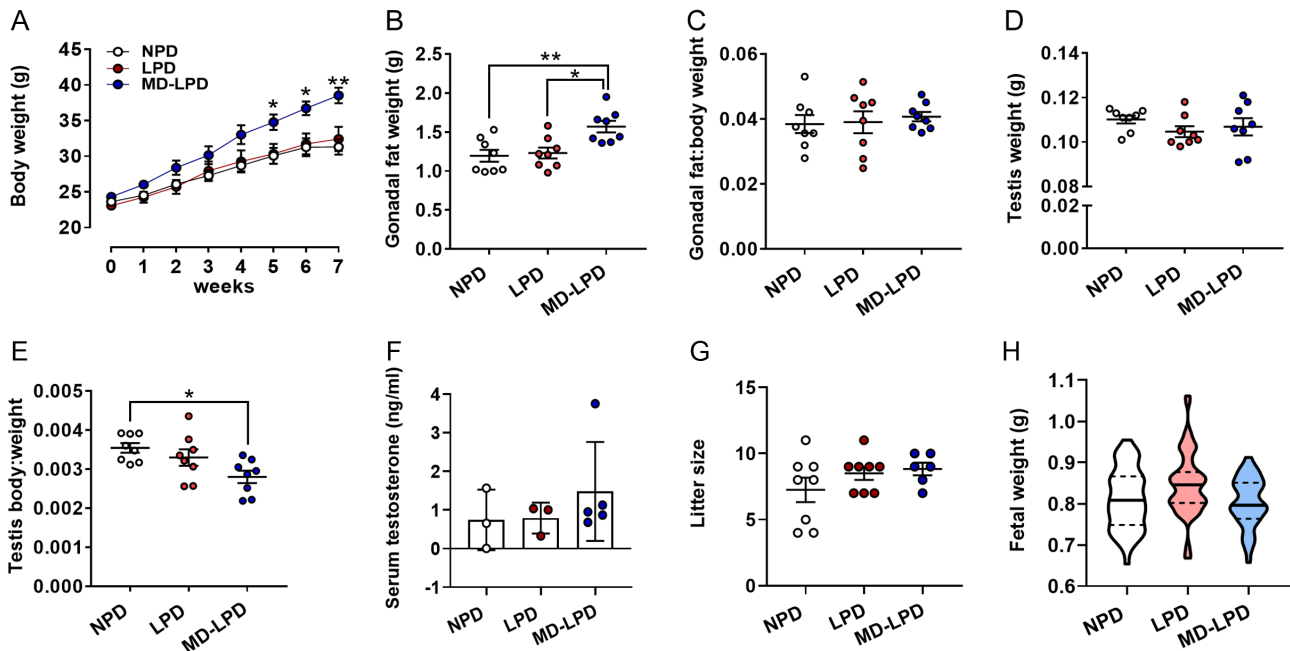 A
Body weight (g)
45
40
35
30
25
20
NPD
LPD
MD-LPD
* * **
0 1 2 3 4 5 6 7
weeks
B
Gonadal fat weight (g)
2.5
2.0
1.5
1.0
0.5
0.0
**
*
NPD LPD MD-LPD
C
Gonadal fat:body weight
0.06
0.04
0.02
0.00
NPD LPD MD-LPD
D
Testis weight (g)
0.14
0.12
0.10
0.08
0.02
0.00
NPD LPD MD-LPD
E
Testis body:weight
0.005
0.004
0.003
0.002
0.001
0.000
*
NPD LPD MD-LPD
F
Serum testosterone (ng/ml)
4
3
2
1
0
-1
NPD LPD MD-LPD
G
Litter size
15
10
5
0
NPD LPD MD-LPD
H
Fetal weight (g)
1.1
1.0
0.9
0.8
0.7
0.6
NPD LPD MD-LPD